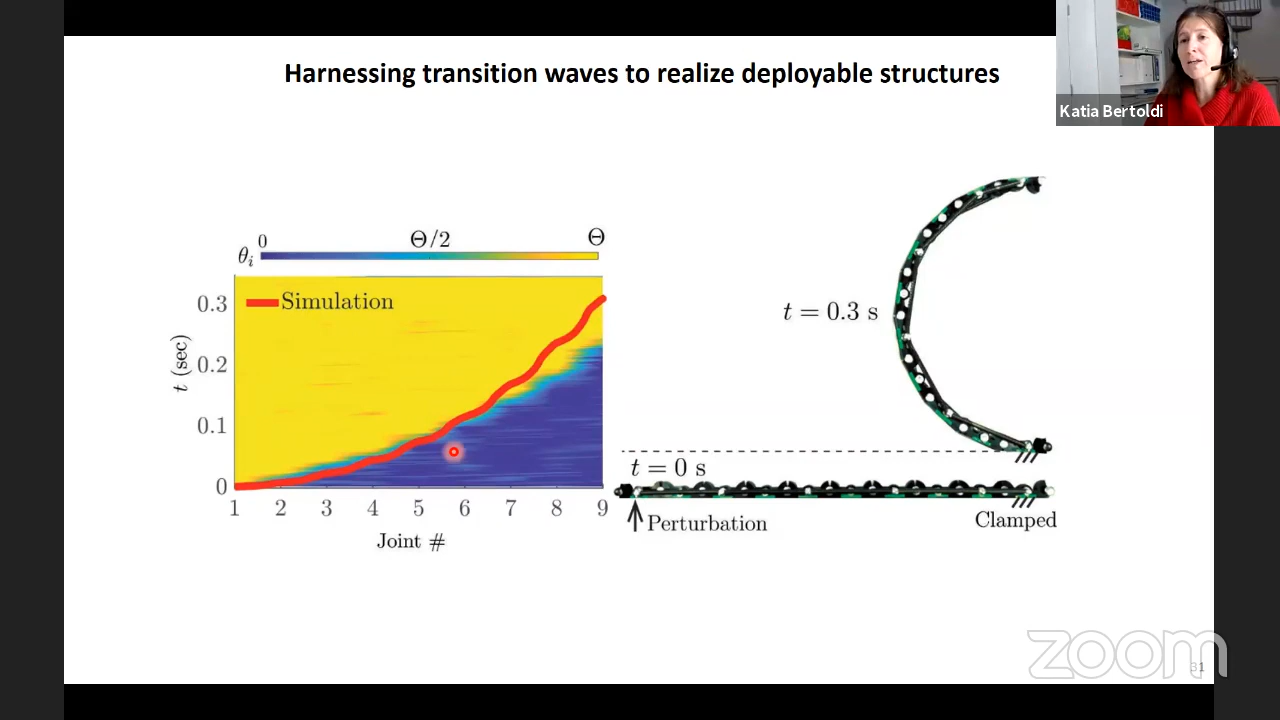 Harnessing transition waves to realize deployable structures
Katia Bertoldi
0 Θ/2 Θ
θi
Simulation
0.3
0.2
0.1
0
t (sec)
1 2 3 4 5 6 7 8 9
Joint #
t = 0.3 s
t = 0 s
Perturbation
Clamped
zoom
31